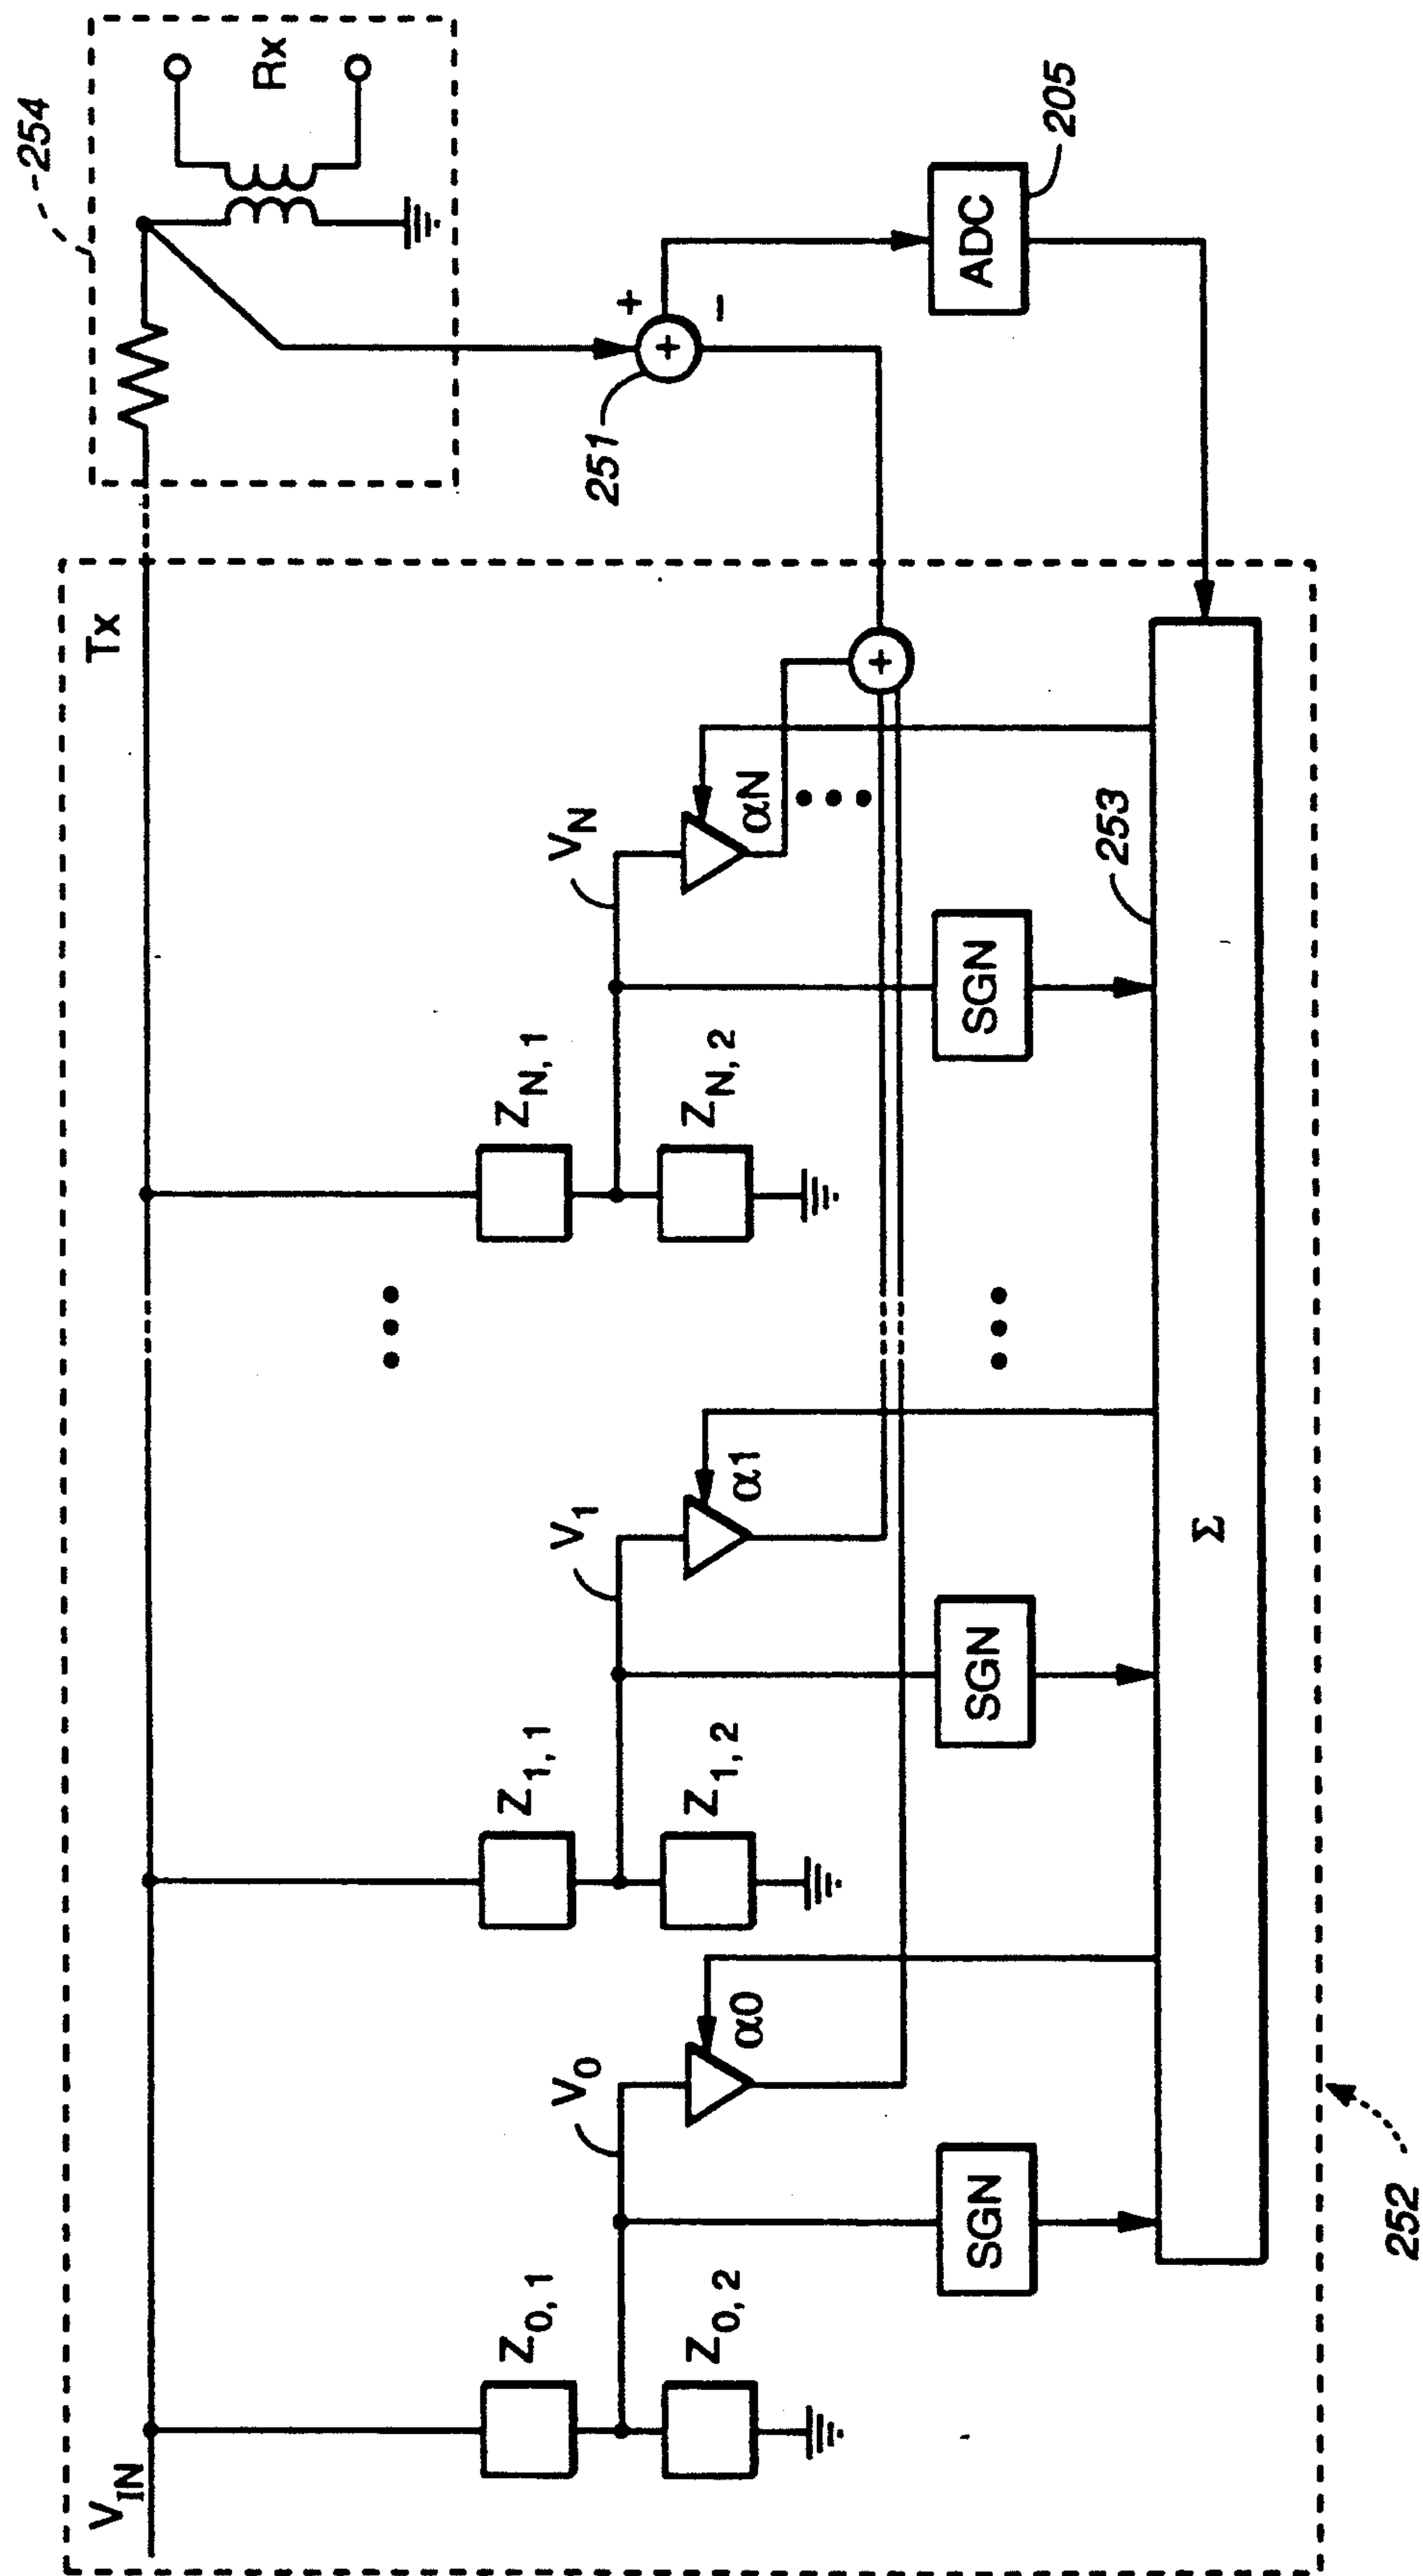 254
Rx
+
+
−
251
ADC
205
V_IN
Tx
Z_0,1
Z_0,2
V_0
α0
SGN
Z_1,1
Z_1,2
V_1
α1
SGN
Z_N,1
Z_N,2
V_N
αN
SGN
+
253
Σ
252